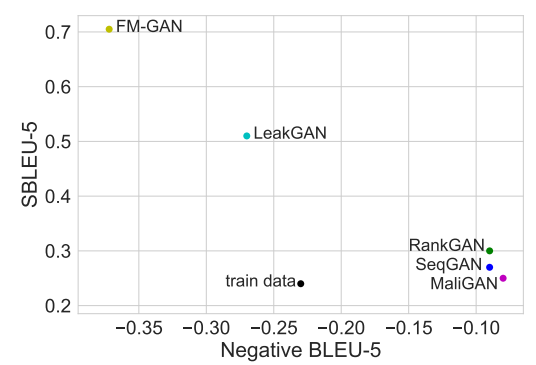 0.7
FM-GAN
0.6
0.5
LeakGAN
0.4
0.3
RankGAN
SeqGAN
train data
MaliGAN
0.2
SBLEU-5
−0.35 −0.30 −0.25 −0.20 −0.15 −0.10
Negative BLEU-5